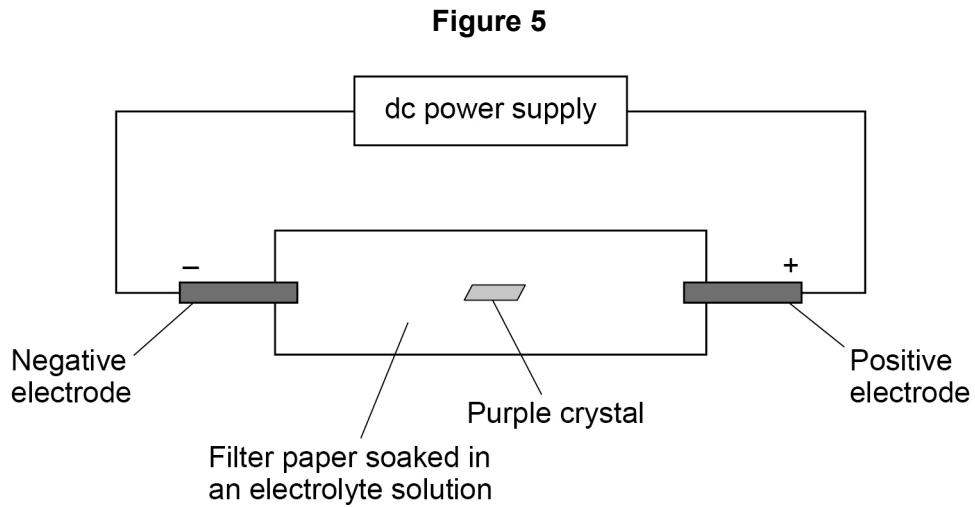 Figure 5
dc power supply
–
+
Negative
electrode
Positive
electrode
Purple crystal
Filter paper soaked in
an electrolyte solution